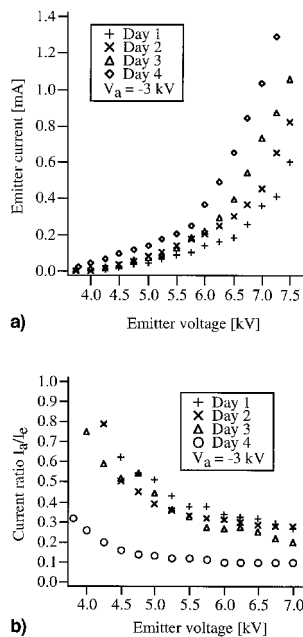 1.4
1.2
1.0
0.8
0.6
0.4
0.2
0.0
Emitter current [mA]
+ Day 1
× Day 2
△ Day 3
◇ Day 4
Va = -3 kV
4.0 4.5 5.0 5.5 6.0 6.5 7.0 7.5
a)
Emitter voltage [kV]
1.0
0.9
0.8
0.7
0.6
0.5
0.4
0.3
0.2
0.1
0.0
Current ratio Ia/Ie
+ Day 1
× Day 2
△ Day 3
○ Day 4
Va = -3 kV
4.0 4.5 5.0 5.5 6.0 6.5 7.0
b)
Emitter voltage [kV]